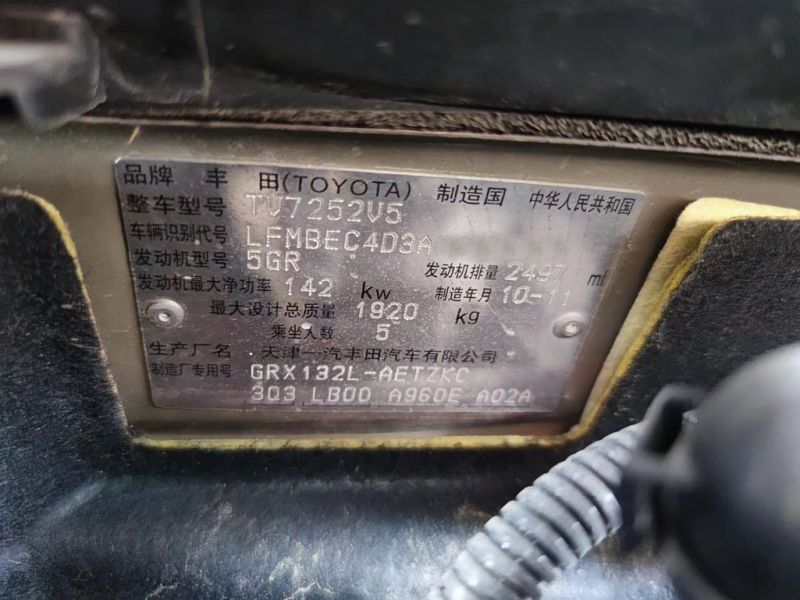 品牌 丰田(TOYOTA) 制造国 中华人民共和国
整车型号 TV7252V5
车辆识别代号 LFMBEC4D3A
发动机型号 5GR 发动机排量 2497 ml
发动机最大净功率 142 kw 制造年月 10-11
最大设计总质量 1920 kg
乘坐人数 5
生产厂名 天津一汽丰田汽车有限公司
制造厂专用号 GRX132L-AETZKC
303 LB00 A960E A02A